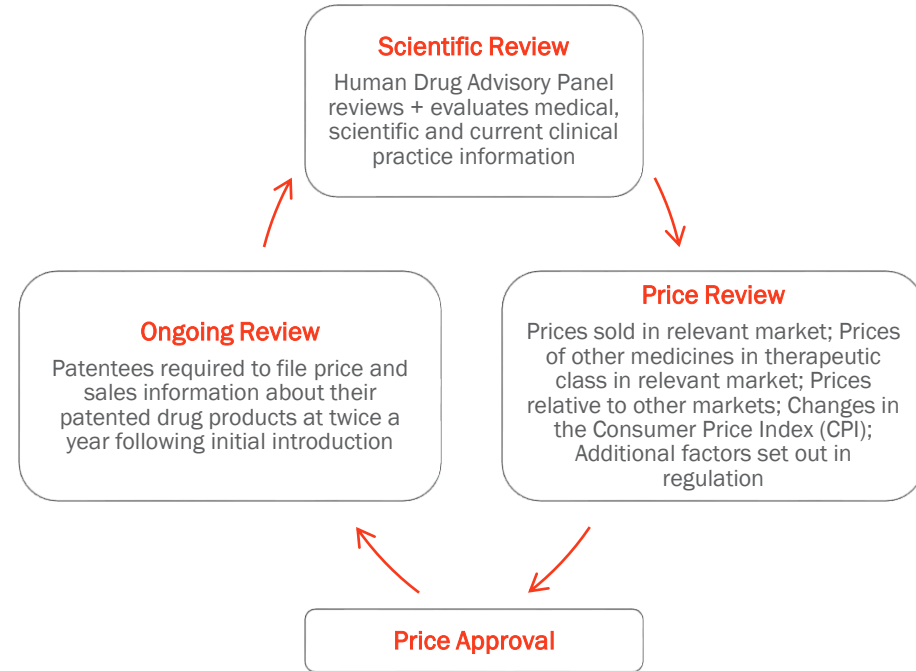 Scientific Review
Human Drug Advisory Panel
reviews + evaluates medical,
scientific and current clinical
practice information
Price Review
Prices sold in relevant market; Prices
of other medicines in therapeutic
class in relevant market; Prices
relative to other markets; Changes in
the Consumer Price Index (CPI);
Additional factors set out in
regulation
Price Approval
Ongoing Review
Patentees required to file price and
sales information about their
patented drug products at twice a
year following initial introduction